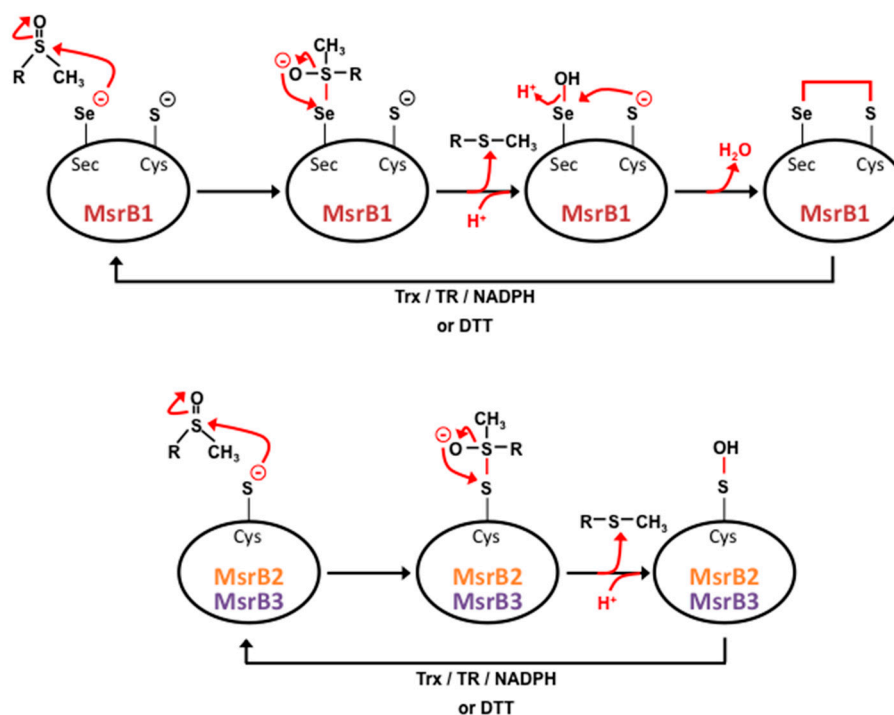 O
S
R CH₃
⊖
Se
Sec
⊖
S
Cys
MsrB1
CH₃
⊖
O–S–R
Se
Sec
⊖
S
Cys
MsrB1
R–S–CH₃
H⁺
OH
H⁺
Se
Sec
⊖
S
Cys
MsrB1
H₂O
Se
Sec
S
Cys
MsrB1
Trx / TR / NADPH
or DTT
O
S
R CH₃
⊖
S
Cys
MsrB2
MsrB3
CH₃
⊖
O–S–R
S
Cys
MsrB2
MsrB3
R–S–CH₃
H⁺
OH
S
Cys
MsrB2
MsrB3
Trx / TR / NADPH
or DTT